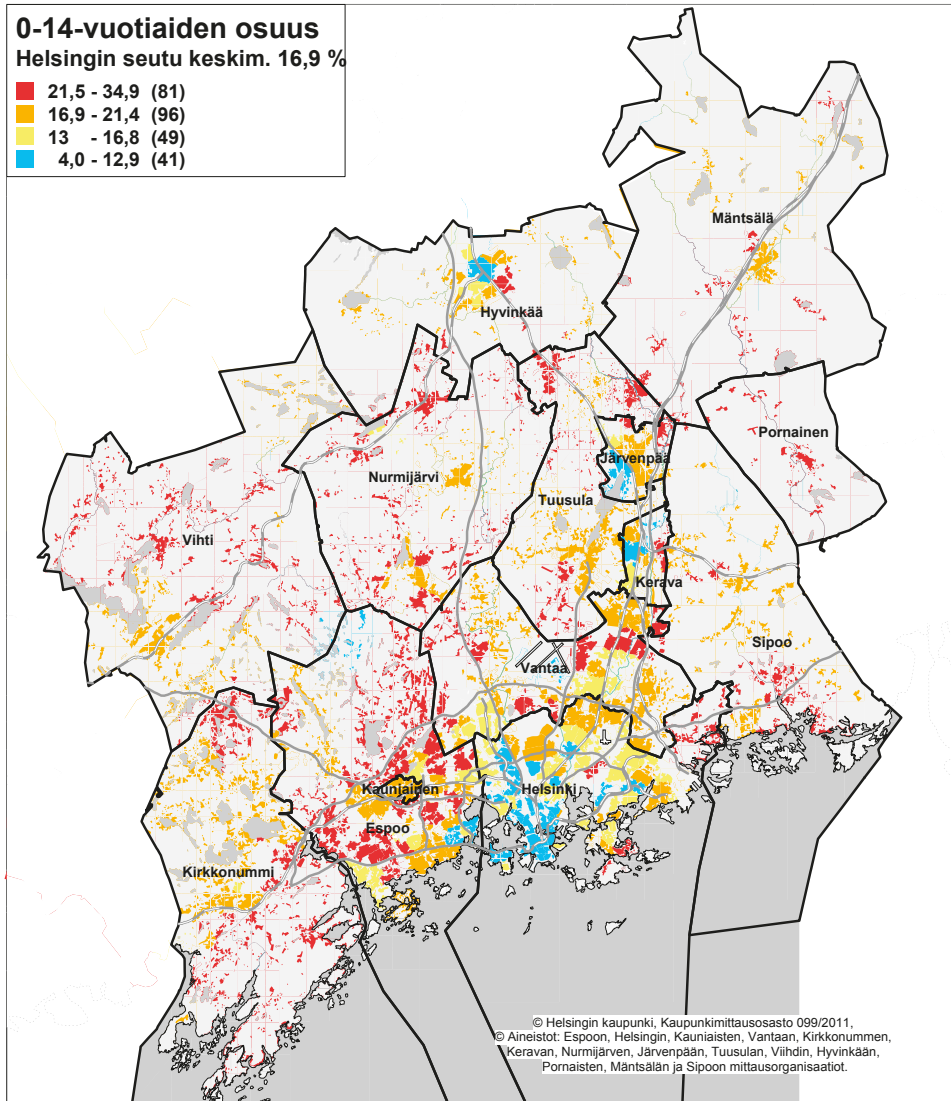 0-14-vuotiaiden osuus
Helsingin seutu keskim. 16,9 %
21,5 - 34,9 (81)
16,9 - 21,4 (96)
13 - 16,8 (49)
4,0 - 12,9 (41)
Mäntsälä
Hyvinkää
Pornainen
Järvenpää
Nurmijärvi
Tuusula
Vihti
Kerava
Sipoo
Vantaa
Kauniainen
Helsinki
Espoo
Kirkkonummi
© Helsingin kaupunki, Kaupunkimittausosasto 099/2011,
© Aineistot: Espoon, Helsingin, Kauniaisten, Vantaan, Kirkkonummen,
Keravan, Nurmijärven, Järvenpään, Tuusulan, Viihdin, Hyvinkään,
Pornaisten, Mäntsälän ja Sipoon mittausorganisaatiot.